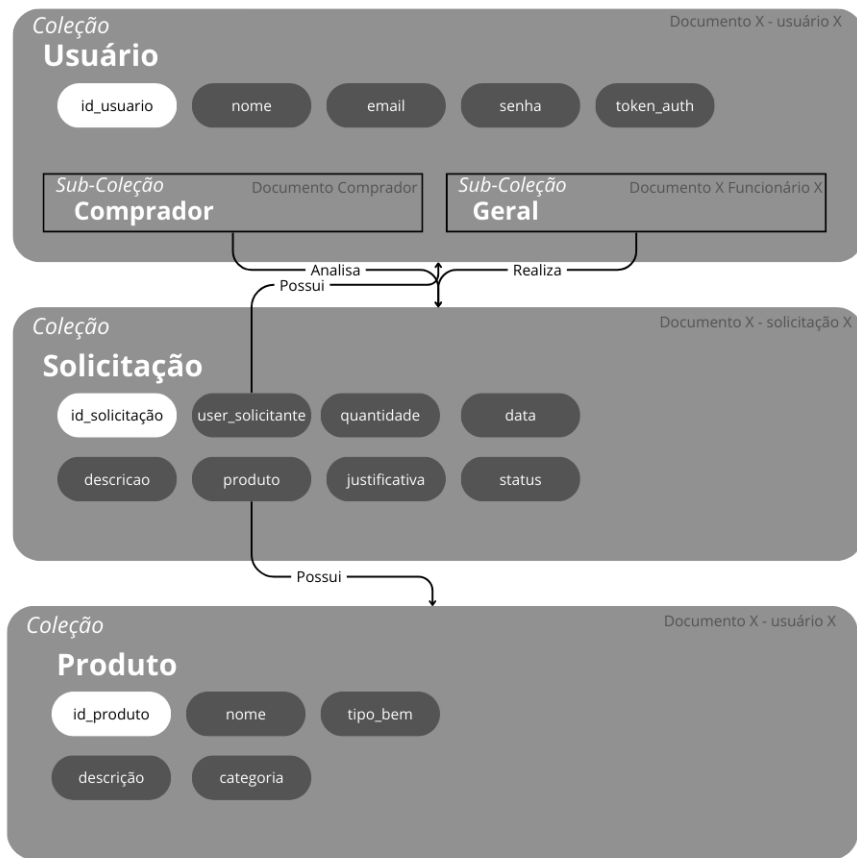 Coleção
Documento X - usuário X
Usuário
id_usuario
nome
email
senha
token_auth
Sub-Coleção
Documento Comprador
Comprador
Sub-Coleção
Documento X Funcionário X
Geral
Analisa
Realiza
Possui
Coleção
Documento X - solicitação X
Solicitação
id_solicitação
user_solicitante
quantidade
data
descricao
produto
justificativa
status
Possui
Coleção
Documento X - usuário X
Produto
id_produto
nome
tipo_bem
descrição
categoria